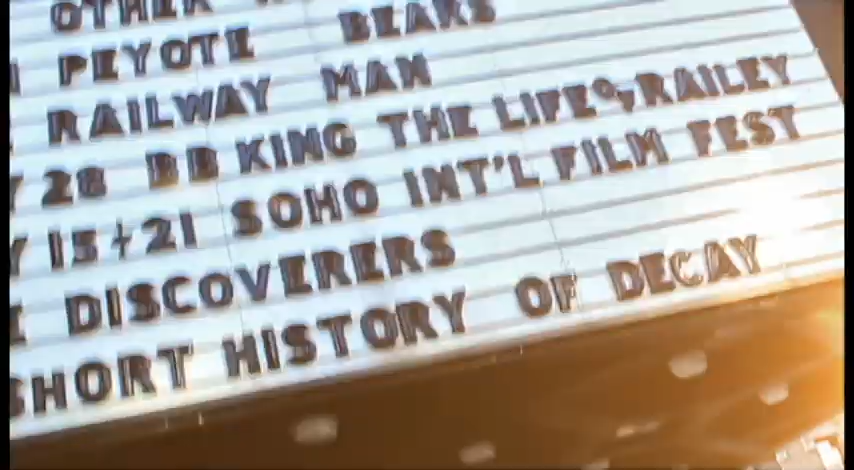 OTHER
PEYOTE BEARS
RAILWAY MAN
28 BB KING THE LIFE OF RAILEY
Y 15+21 SOHO INT'L FILM FEST
DISCOVERERS
SHORT HISTORY OF DECAY